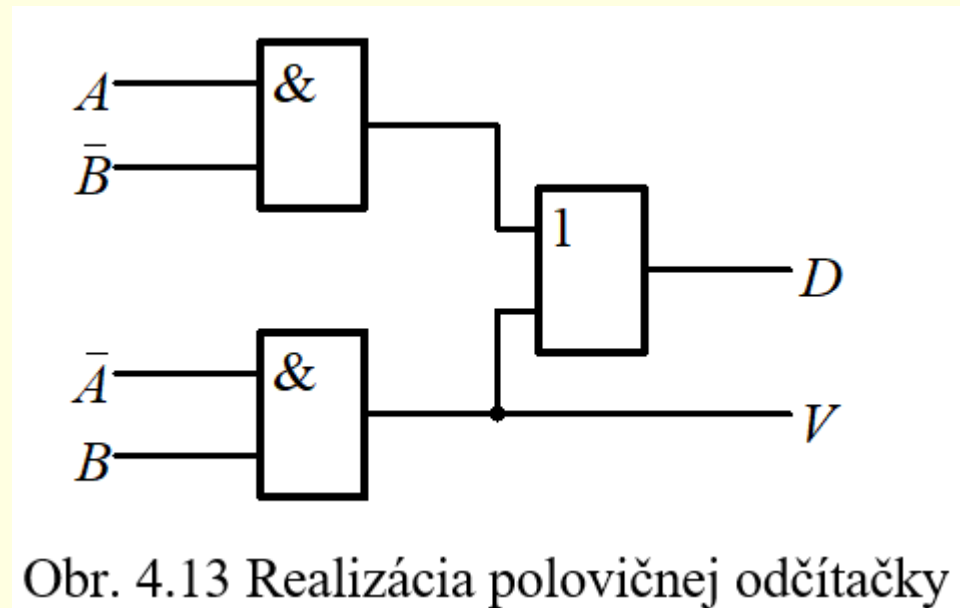 A
&
B̄
1
D
Ā
&
V
B
Obr. 4.13 Realizácia polovičnej odčítačky